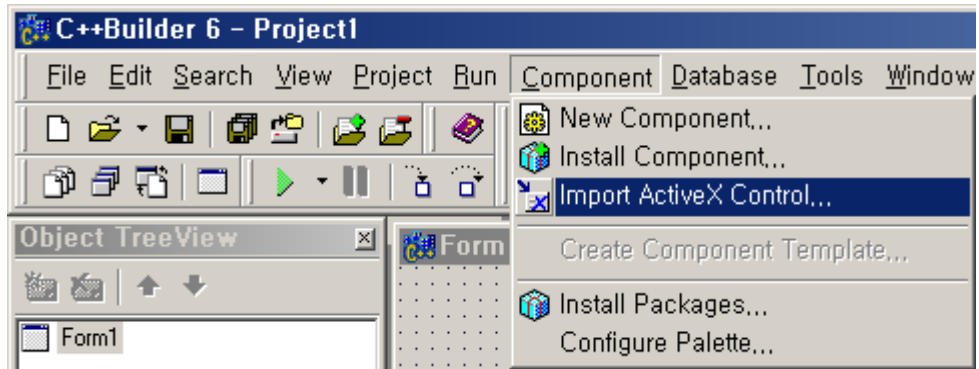 C++Builder 6 – Project1
File Edit Search View Project Run Component Database Tools Window
New Component,,,
Install Component,,,
Import ActiveX Control,,,
Create Component Template,,,
Install Packages,,,
Configure Palette,,,
Object TreeView
Form1
Form